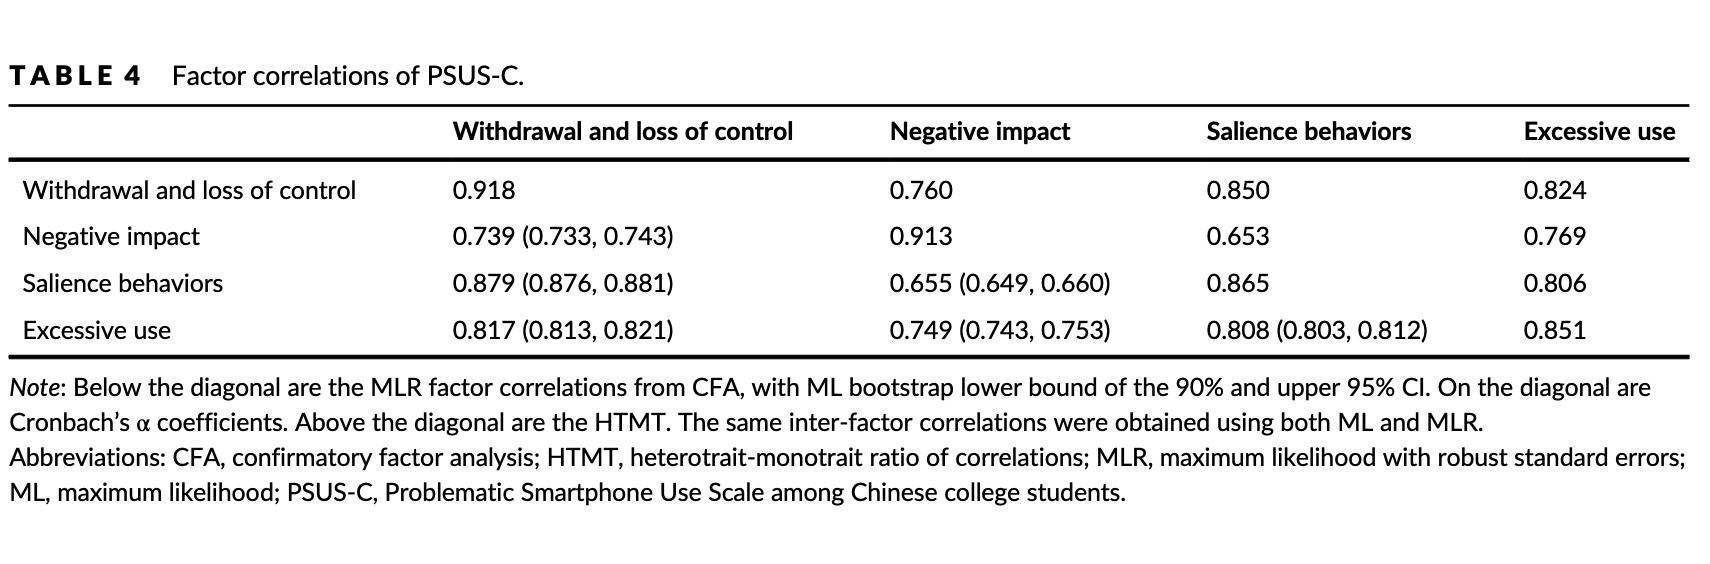 TABLE 4 Factor correlations of PSUS-C.
Withdrawal and loss of control Negative impact Salience behaviors Excessive use
Withdrawal and loss of control 0.918 0.760 0.850 0.824
Negative impact 0.739 (0.733, 0.743) 0.913 0.653 0.769
Salience behaviors 0.879 (0.876, 0.881) 0.655 (0.649, 0.660) 0.865 0.806
Excessive use 0.817 (0.813, 0.821) 0.749 (0.743, 0.753) 0.808 (0.803, 0.812) 0.851
Note: Below the diagonal are the MLR factor correlations from CFA, with ML bootstrap lower bound of the 90% and upper 95% CI. On the diagonal are
Cronbach’s α coefficients. Above the diagonal are the HTMT. The same inter-factor correlations were obtained using both ML and MLR.
Abbreviations: CFA, confirmatory factor analysis; HTMT, heterotrait-monotrait ratio of correlations; MLR, maximum likelihood with robust standard errors;
ML, maximum likelihood; PSUS-C, Problematic Smartphone Use Scale among Chinese college students.